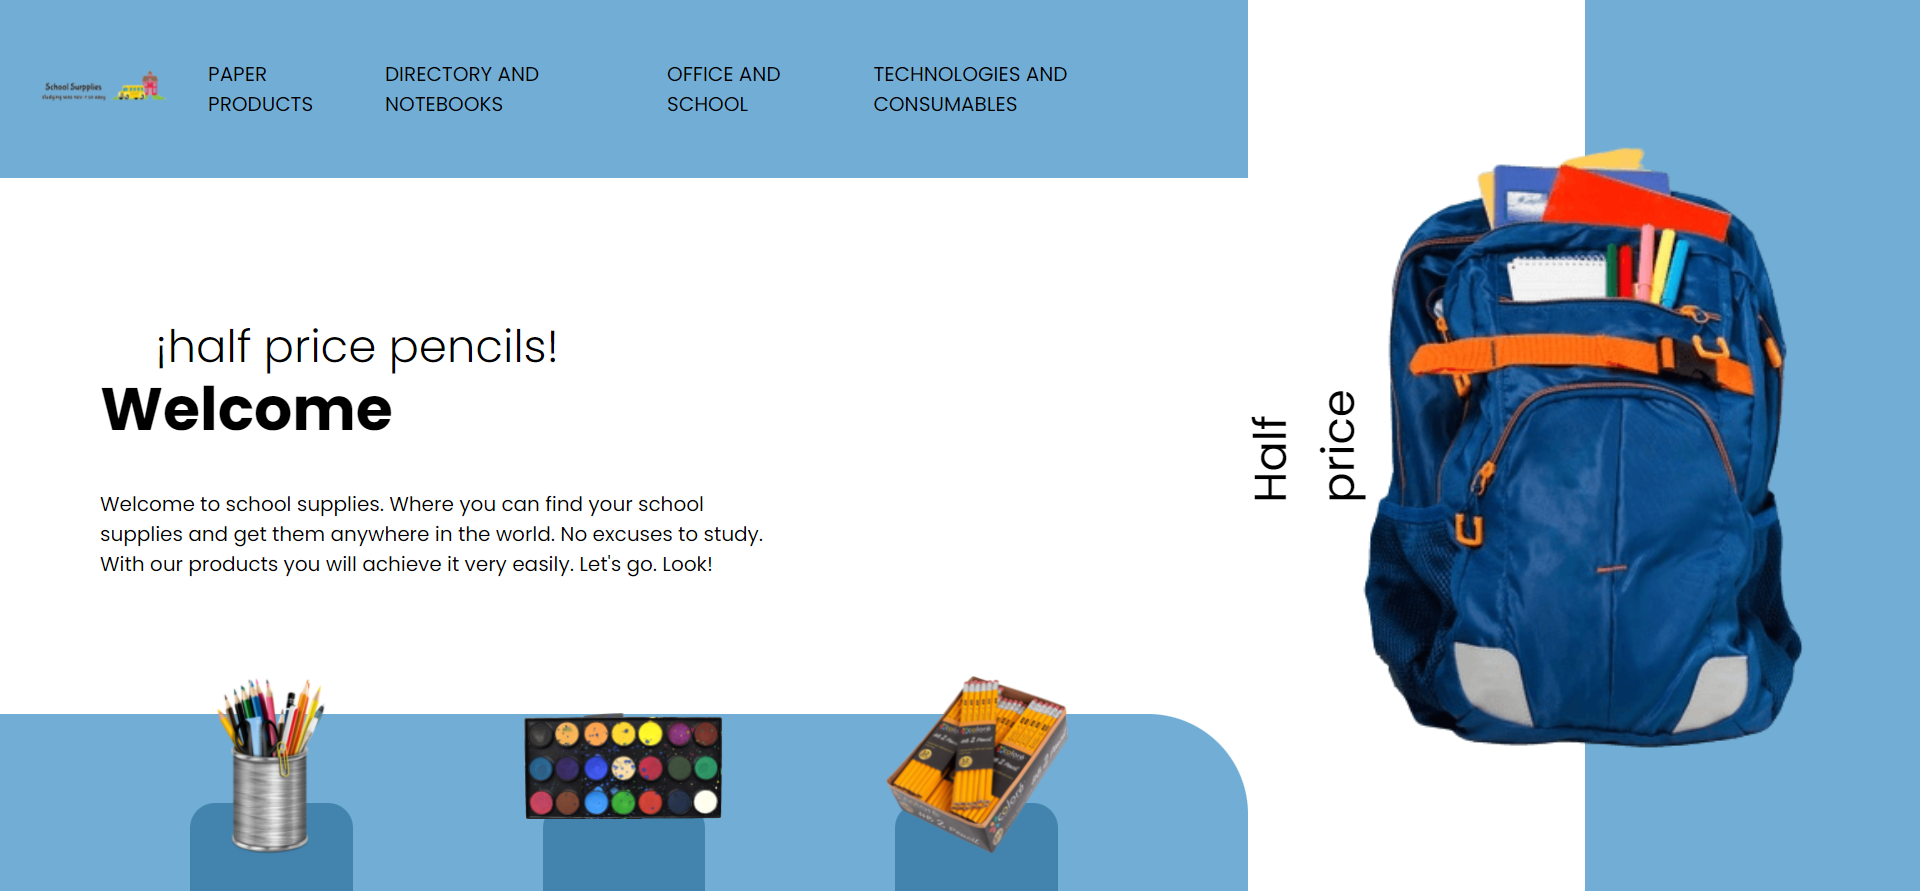 School Surpplies
PAPER
PRODUCTS
DIRECTORY AND
NOTEBOOKS
OFFICE AND
SCHOOL
TECHNOLOGIES AND
CONSUMABLES
¡half price pencils!
Welcome
Welcome to school supplies. Where you can find your school
supplies and get them anywhere in the world. No excuses to study.
With our products you will achieve it very easily. Let's go. Look!
Half
price